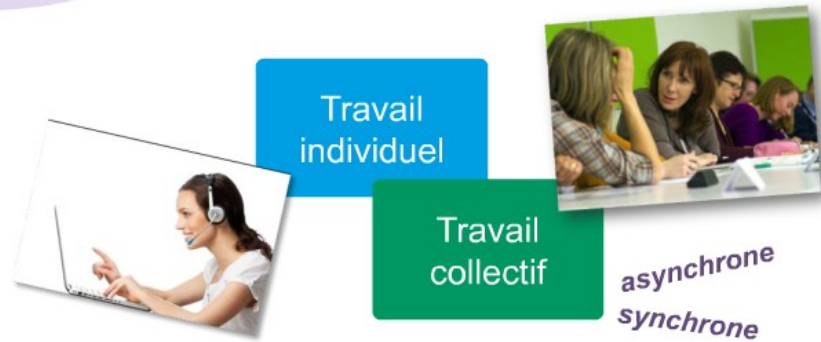 Travail
individuel
Travail
collectif
asynchrone
synchrone